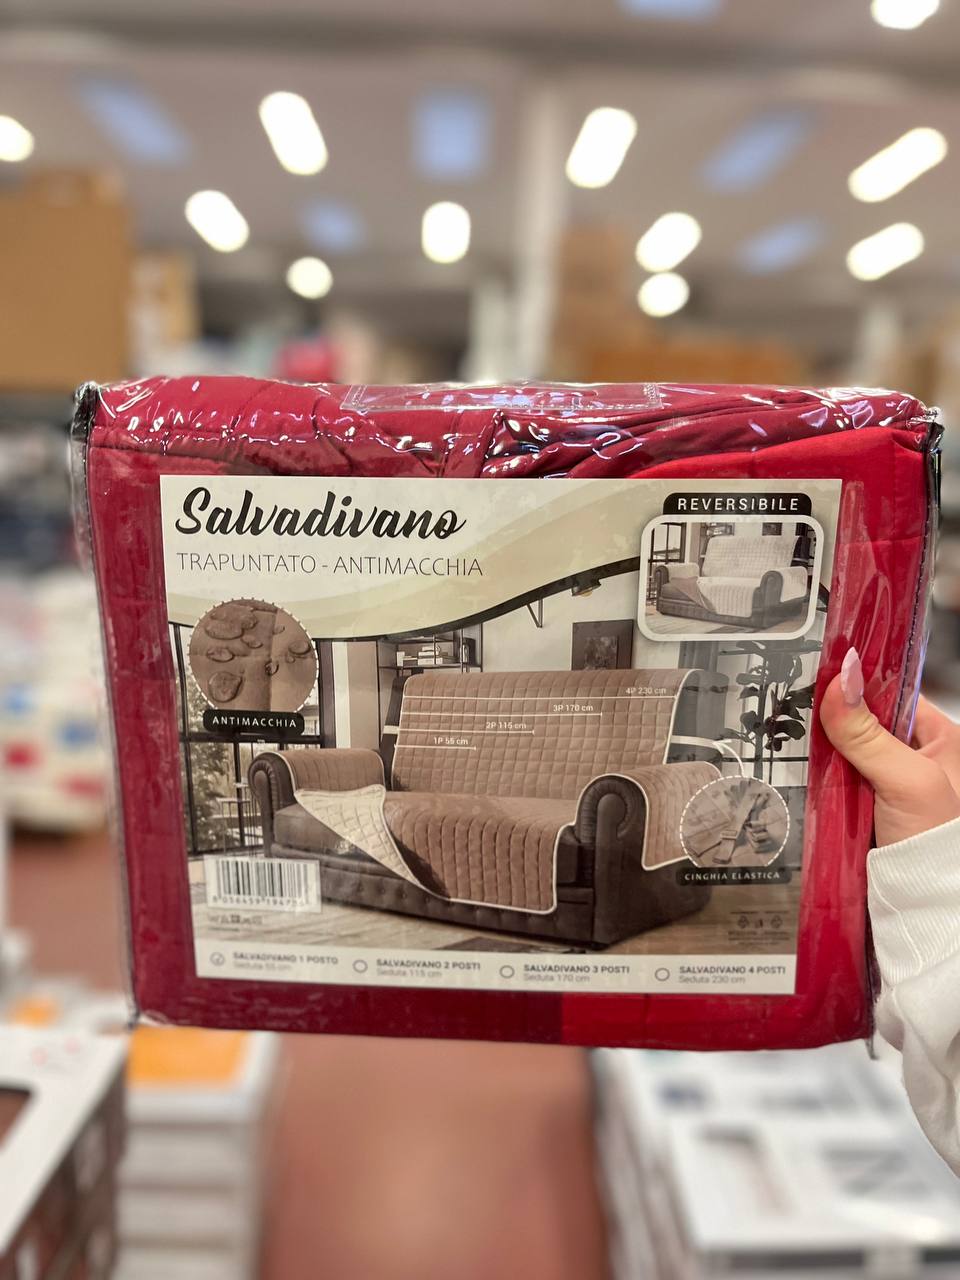 Salvadivano
TRAPUNTATO - ANTIMACCHIA
REVERSIBILE
ANTIMACCHIA
4P 230 cm
3P 170 cm
2P 115 cm
1P 55 cm
CINGHIA ELASTICA
SALVADIVANO 1 POSTO
Seduta 55 cm
SALVADIVANO 2 POSTI
Seduta 115 cm
SALVADIVANO 3 POSTI
Seduta 170 cm
SALVADIVANO 4 POSTI
Seduta 230 cm